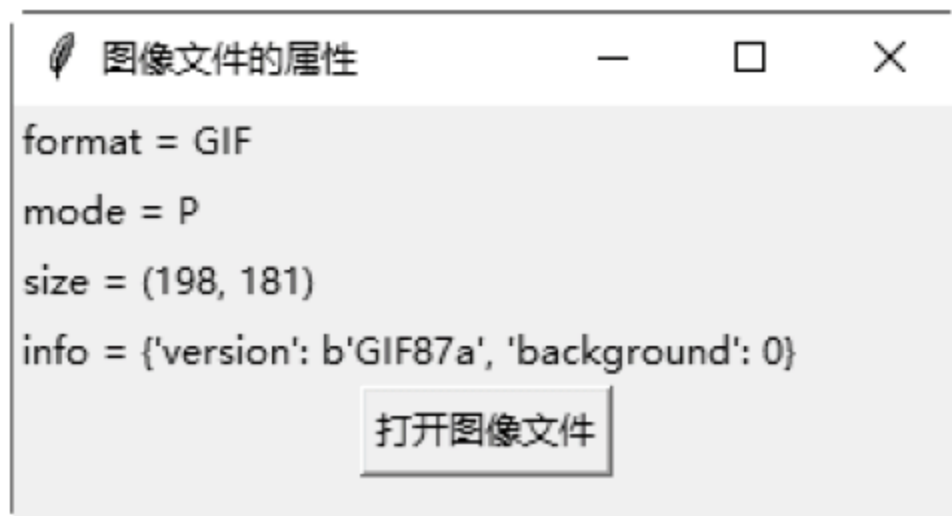 图像文件的属性
format = GIF
mode = P
size = (198, 181)
info = {'version': b'GIF87a', 'background': 0}
打开图像文件